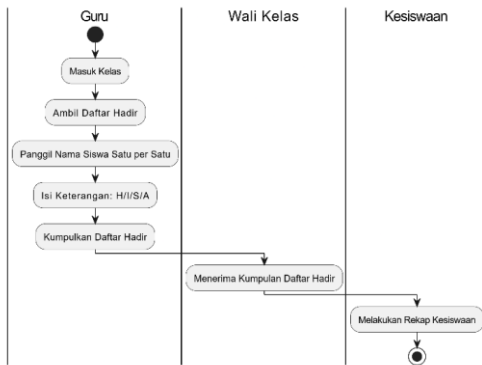 Guru
Wali Kelas
Kesiswaan
Masuk Kelas
Ambil Daftar Hadir
Panggil Nama Siswa Satu per Satu
Isi Keterangan: H/I/S/A
Kumpulkan Daftar Hadir
Menerima Kumpulan Daftar Hadir
Melakukan Rekap Kesiswaan